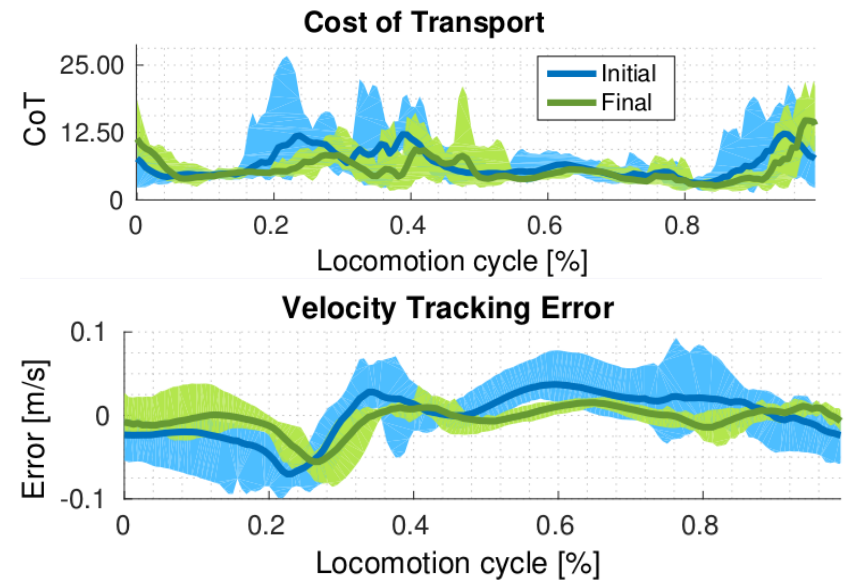 Cost of Transport
CoT
25.00
12.50
0
Initial
Final
0 0.2 0.4 0.6 0.8
Locomotion cycle [%]
Velocity Tracking Error
Error [m/s]
0.1
0
-0.1
0 0.2 0.4 0.6 0.8
Locomotion cycle [%]